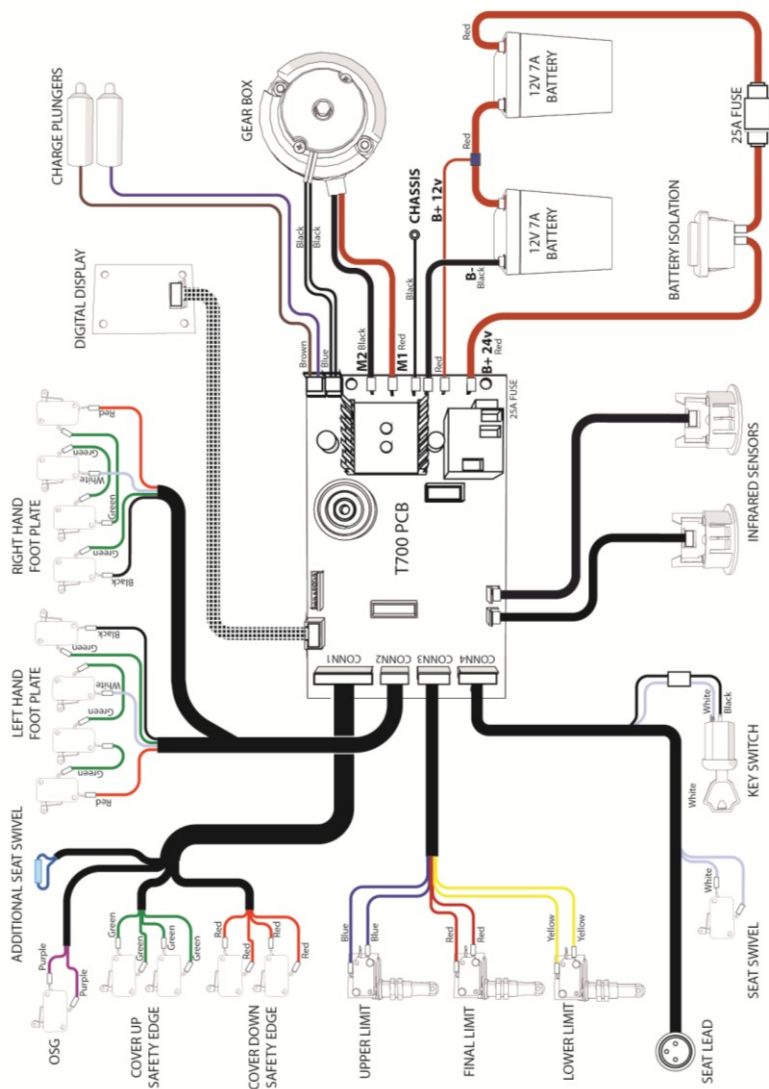 CHARGE PLUNGERS
GEAR BOX
Red
12V 7A
BATTERY
25A FUSE
Red
12V 7A
BATTERY
BATTERY ISOLATION
DIGITAL DISPLAY
Black
Black
CHASSIS
B+ 12v
Black
B-
Black
Brown
Blue
M2 Black
M1 Red
Red
B+ 24v
Red
25A FUSE
RIGHT HAND
FOOT PLATE
Red
Green
White
Green
Green
Black
T700 PCB
INFRARED SENSORS
LEFT HAND
FOOT PLATE
Black
Green
White
Green
Green
Red
CONN1
CONN2
CONN3
CONN4
White
Black
White
KEY SWITCH
ADDITIONAL SEAT SWIVEL
Purple
Purple
OSG
Green
Green
Green
Green
COVER UP
SAFETY EDGE
Red
Red
Red
Red
COVER DOWN
SAFETY EDGE
Blue
Blue
UPPER LIMIT
Red
Red
FINAL LIMIT
Yellow
Yellow
LOWER LIMIT
White
SEAT SWIVEL
SEAT LEAD